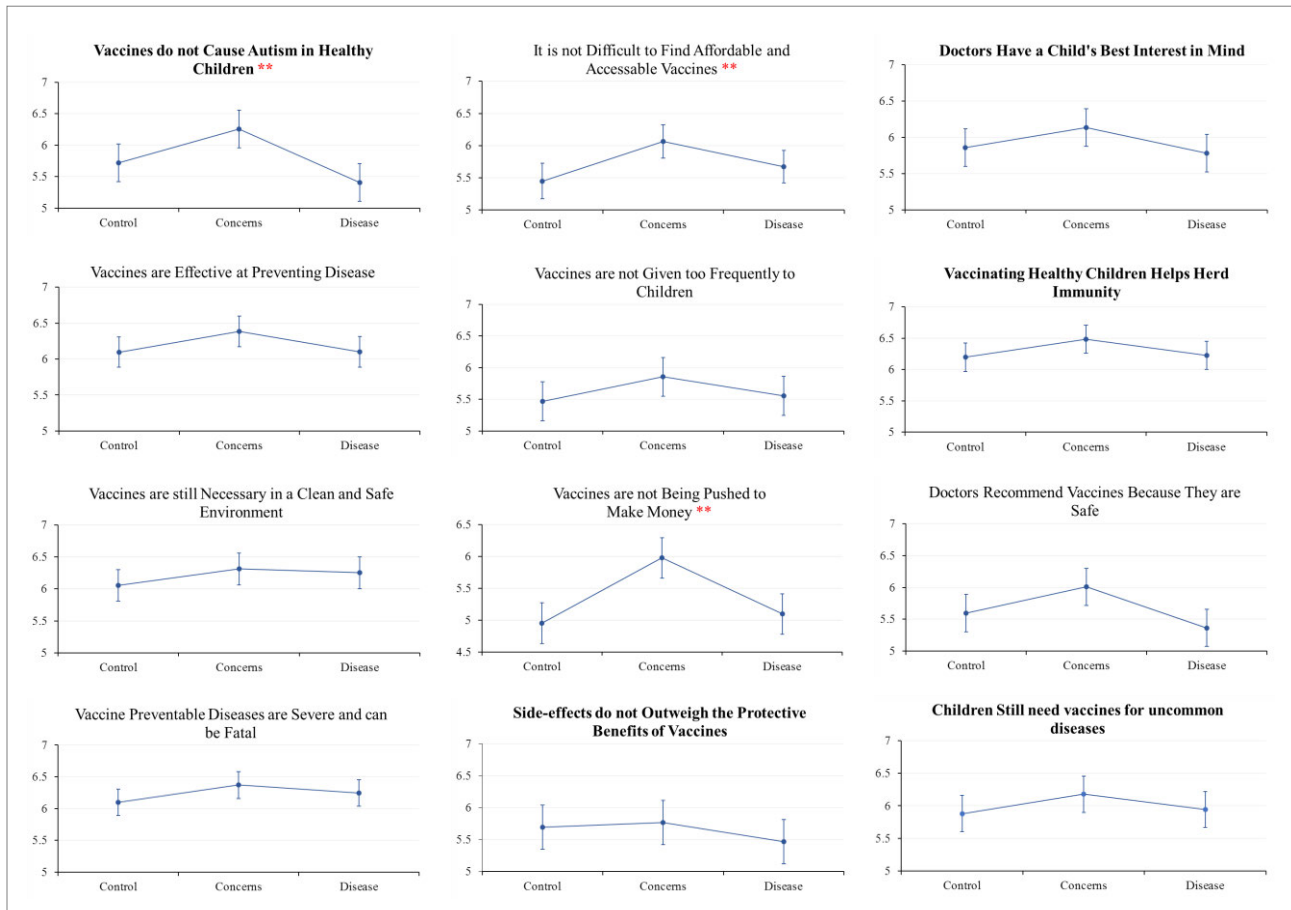 Vaccines do not Cause Autism in Healthy
Children **
7
6.5
6
5.5
5
Control Concerns Disease
It is not Difficult to Find Affordable and
Accessable Vaccines **
7
6.5
6
5.5
5
Control Concerns Disease
Doctors Have a Child's Best Interest in Mind
7
6.5
6
5.5
5
Control Concerns Disease
Vaccines are Effective at Preventing Disease
7
6.5
6
5.5
5
Control Concerns Disease
Vaccines are not Given too Frequently to
Children
7
6.5
6
5.5
5
Control Concerns Disease
Vaccinating Healthy Children Helps Herd
Immunity
7
6.5
6
5.5
5
Control Concerns Disease
Vaccines are still Necessary in a Clean and Safe
Environment
7
6.5
6
5.5
5
Control Concerns Disease
Vaccines are not Being Pushed to
Make Money **
6.5
6
5.5
5
4.5
Control Concerns Disease
Doctors Recommend Vaccines Because They are
Safe
7
6.5
6
5.5
5
Control Concerns Disease
Vaccine Preventable Diseases are Severe and can
be Fatal
7
6.5
6
5.5
5
Control Concerns Disease
Side-effects do not Outweigh the Protective
Benefits of Vaccines
7
6.5
6
5.5
5
Control Concerns Disease
Children Still need vaccines for uncommon
diseases
7
6.5
6
5.5
5
Control Concerns Disease